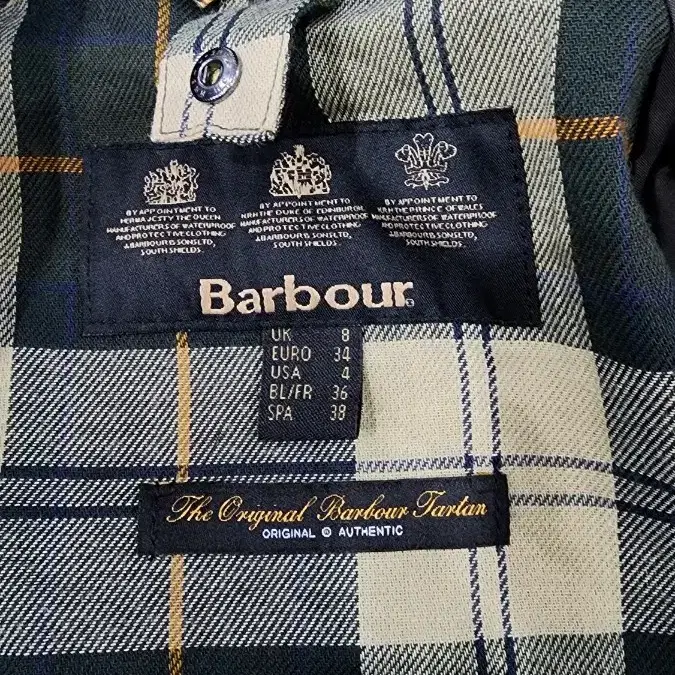 BY APPOINTMENT TO
HER MAJESTY THE QUEEN
MANUFACTURERS OF WATERPROOF
AND PROTECTIVE CLOTHING
J.BARBOUR & SONS LTD,
SOUTH SHIELDS.
BY APPOINTMENT TO
H.R.H THE DUKE OF EDINBURGH
MANUFACTURERS OF WATERPROOF
AND PROTECTIVE CLOTHING
J.BARBOUR & SONS LTD,
SOUTH SHIELDS.
BY APPOINTMENT TO
H.R.H THE PRINCE OF WALES
MANUFACTURERS OF WATERPROOF
AND PROTECTIVE CLOTHING
J.BARBOUR & SONS LTD,
SOUTH SHIELDS.
Barbour®
UK 8
EURO 34
USA 4
BL/FR 36
SPA 38
The Original Barbour Tartan
ORIGINAL ® AUTHENTIC